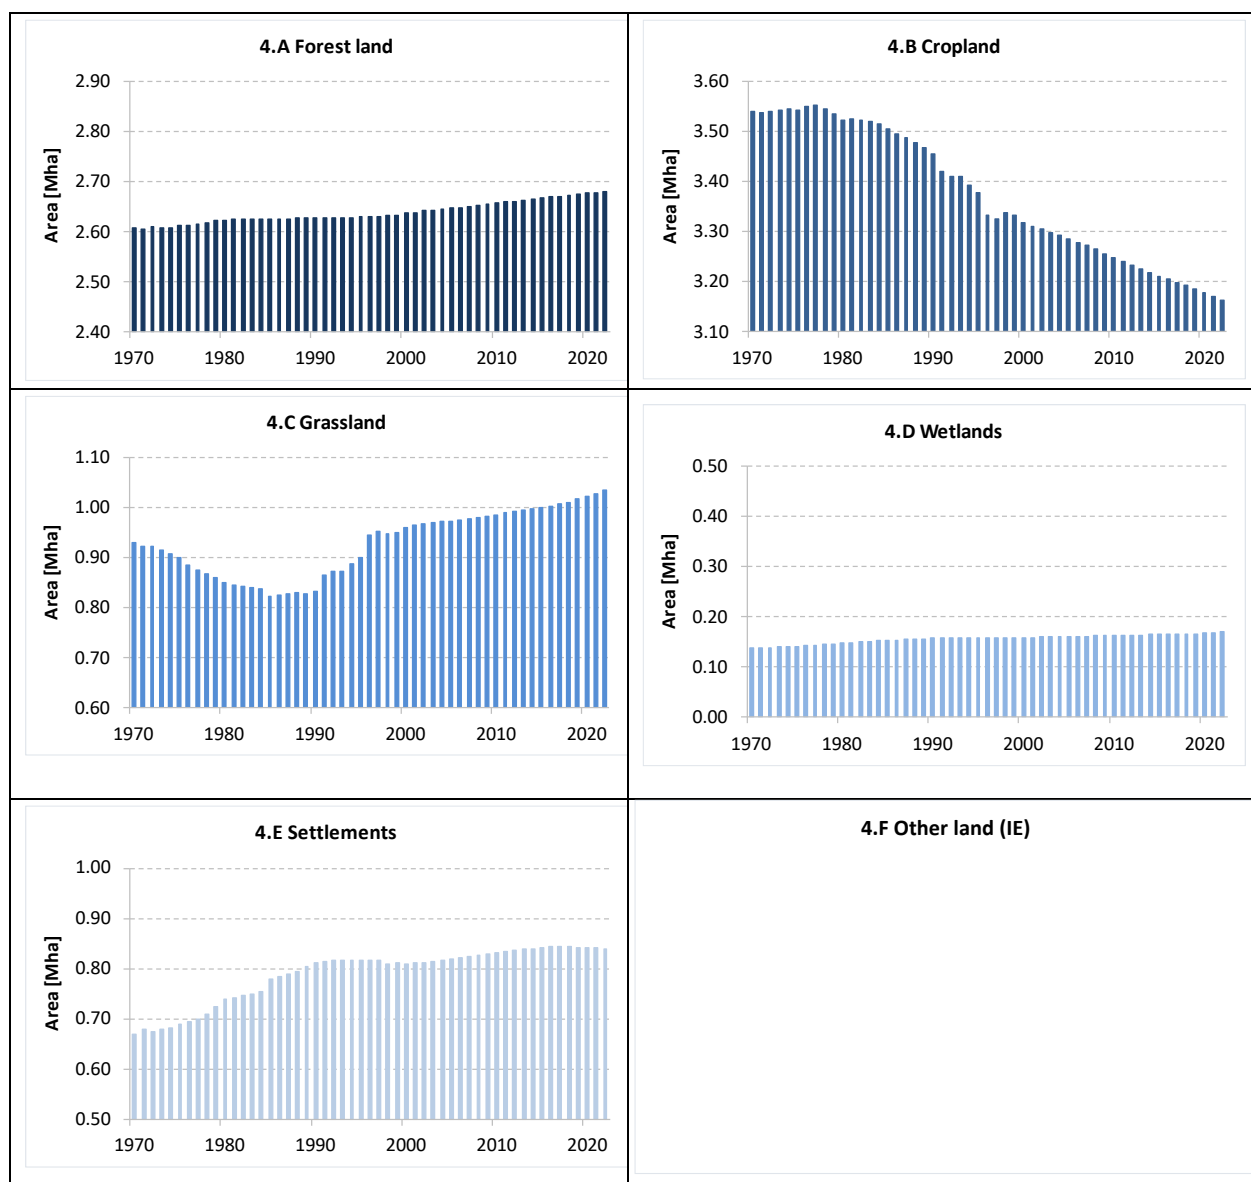 4.A Forest land
Area [Mha]
2.90
2.80
2.70
2.60
2.50
2.40
1970 1980 1990 2000 2010 2020
4.B Cropland
Area [Mha]
3.60
3.50
3.40
3.30
3.20
3.10
1970 1980 1990 2000 2010 2020
4.C Grassland
Area [Mha]
1.10
1.00
0.90
0.80
0.70
0.60
1970 1980 1990 2000 2010 2020
4.D Wetlands
Area [Mha]
0.50
0.40
0.30
0.20
0.10
0.00
1970 1980 1990 2000 2010 2020
4.E Settlements
Area [Mha]
1.00
0.90
0.80
0.70
0.60
0.50
1970 1980 1990 2000 2010 2020
4.F Other land (IE)